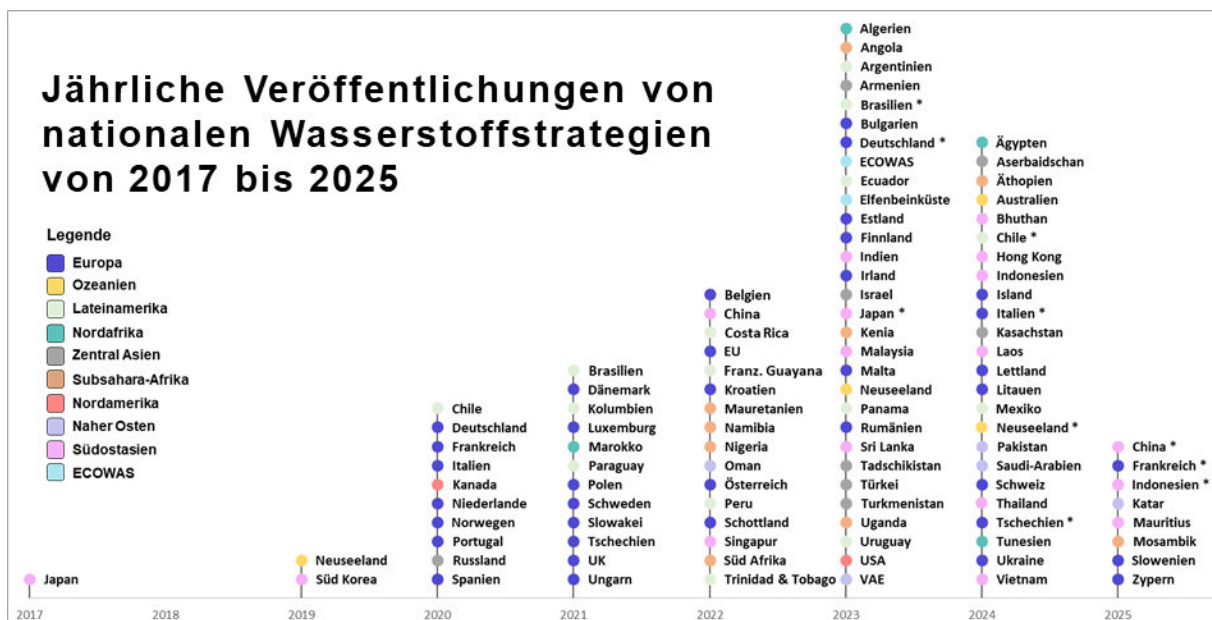 Jährliche Veröffentlichungen von
nationalen Wasserstoffstrategien
von 2017 bis 2025
Legende
Europa
Ozeanien
Lateinamerika
Nordafrika
Zentral Asien
Subsahara-Afrika
Nordamerika
Naher Osten
Südostasien
ECOWAS
Japan
Neuseeland
Süd Korea
Chile
Deutschland
Frankreich
Italien
Kanada
Niederlande
Norwegen
Portugal
Russland
Spanien
Brasilien
Dänemark
Kolumbien
Luxemburg
Marokko
Paraguay
Polen
Schweden
Slowakei
Tschechien
UK
Ungarn
Belgien
China
Costa Rica
EU
Franz. Guayana
Kroatien
Mauretanien
Namibia
Nigeria
Oman
Österreich
Peru
Schottland
Singapur
Süd Afrika
Trinidad & Tobago
Algerien
Angola
Argentinien
Armenien
Brasilien *
Bulgarien
Deutschland *
ECOWAS
Ecuador
Elfenbeinküste
Estland
Finnland
Indien
Irland
Israel
Japan *
Kenia
Malaysia
Malta
Neuseeland
Panama
Rumänien
Sri Lanka
Tadschikistan
Türkei
Turkmenistan
Uganda
Uruguay
USA
VAE
Ägypten
Aserbaidschan
Äthopien
Australien
Bhuthan
Chile *
Hong Kong
Indonesien
Island
Italien *
Kasachstan
Laos
Lettland
Litauen
Mexiko
Neuseeland *
Pakistan
Saudi-Arabien
Schweiz
Thailand
Tschechien *
Tunesien
Ukraine
Vietnam
China *
Frankreich *
Indonesien *
Katar
Mauritius
Mosambik
Slowenien
Zypern
2017 2018 2019 2020 2021 2022 2023 2024 2025